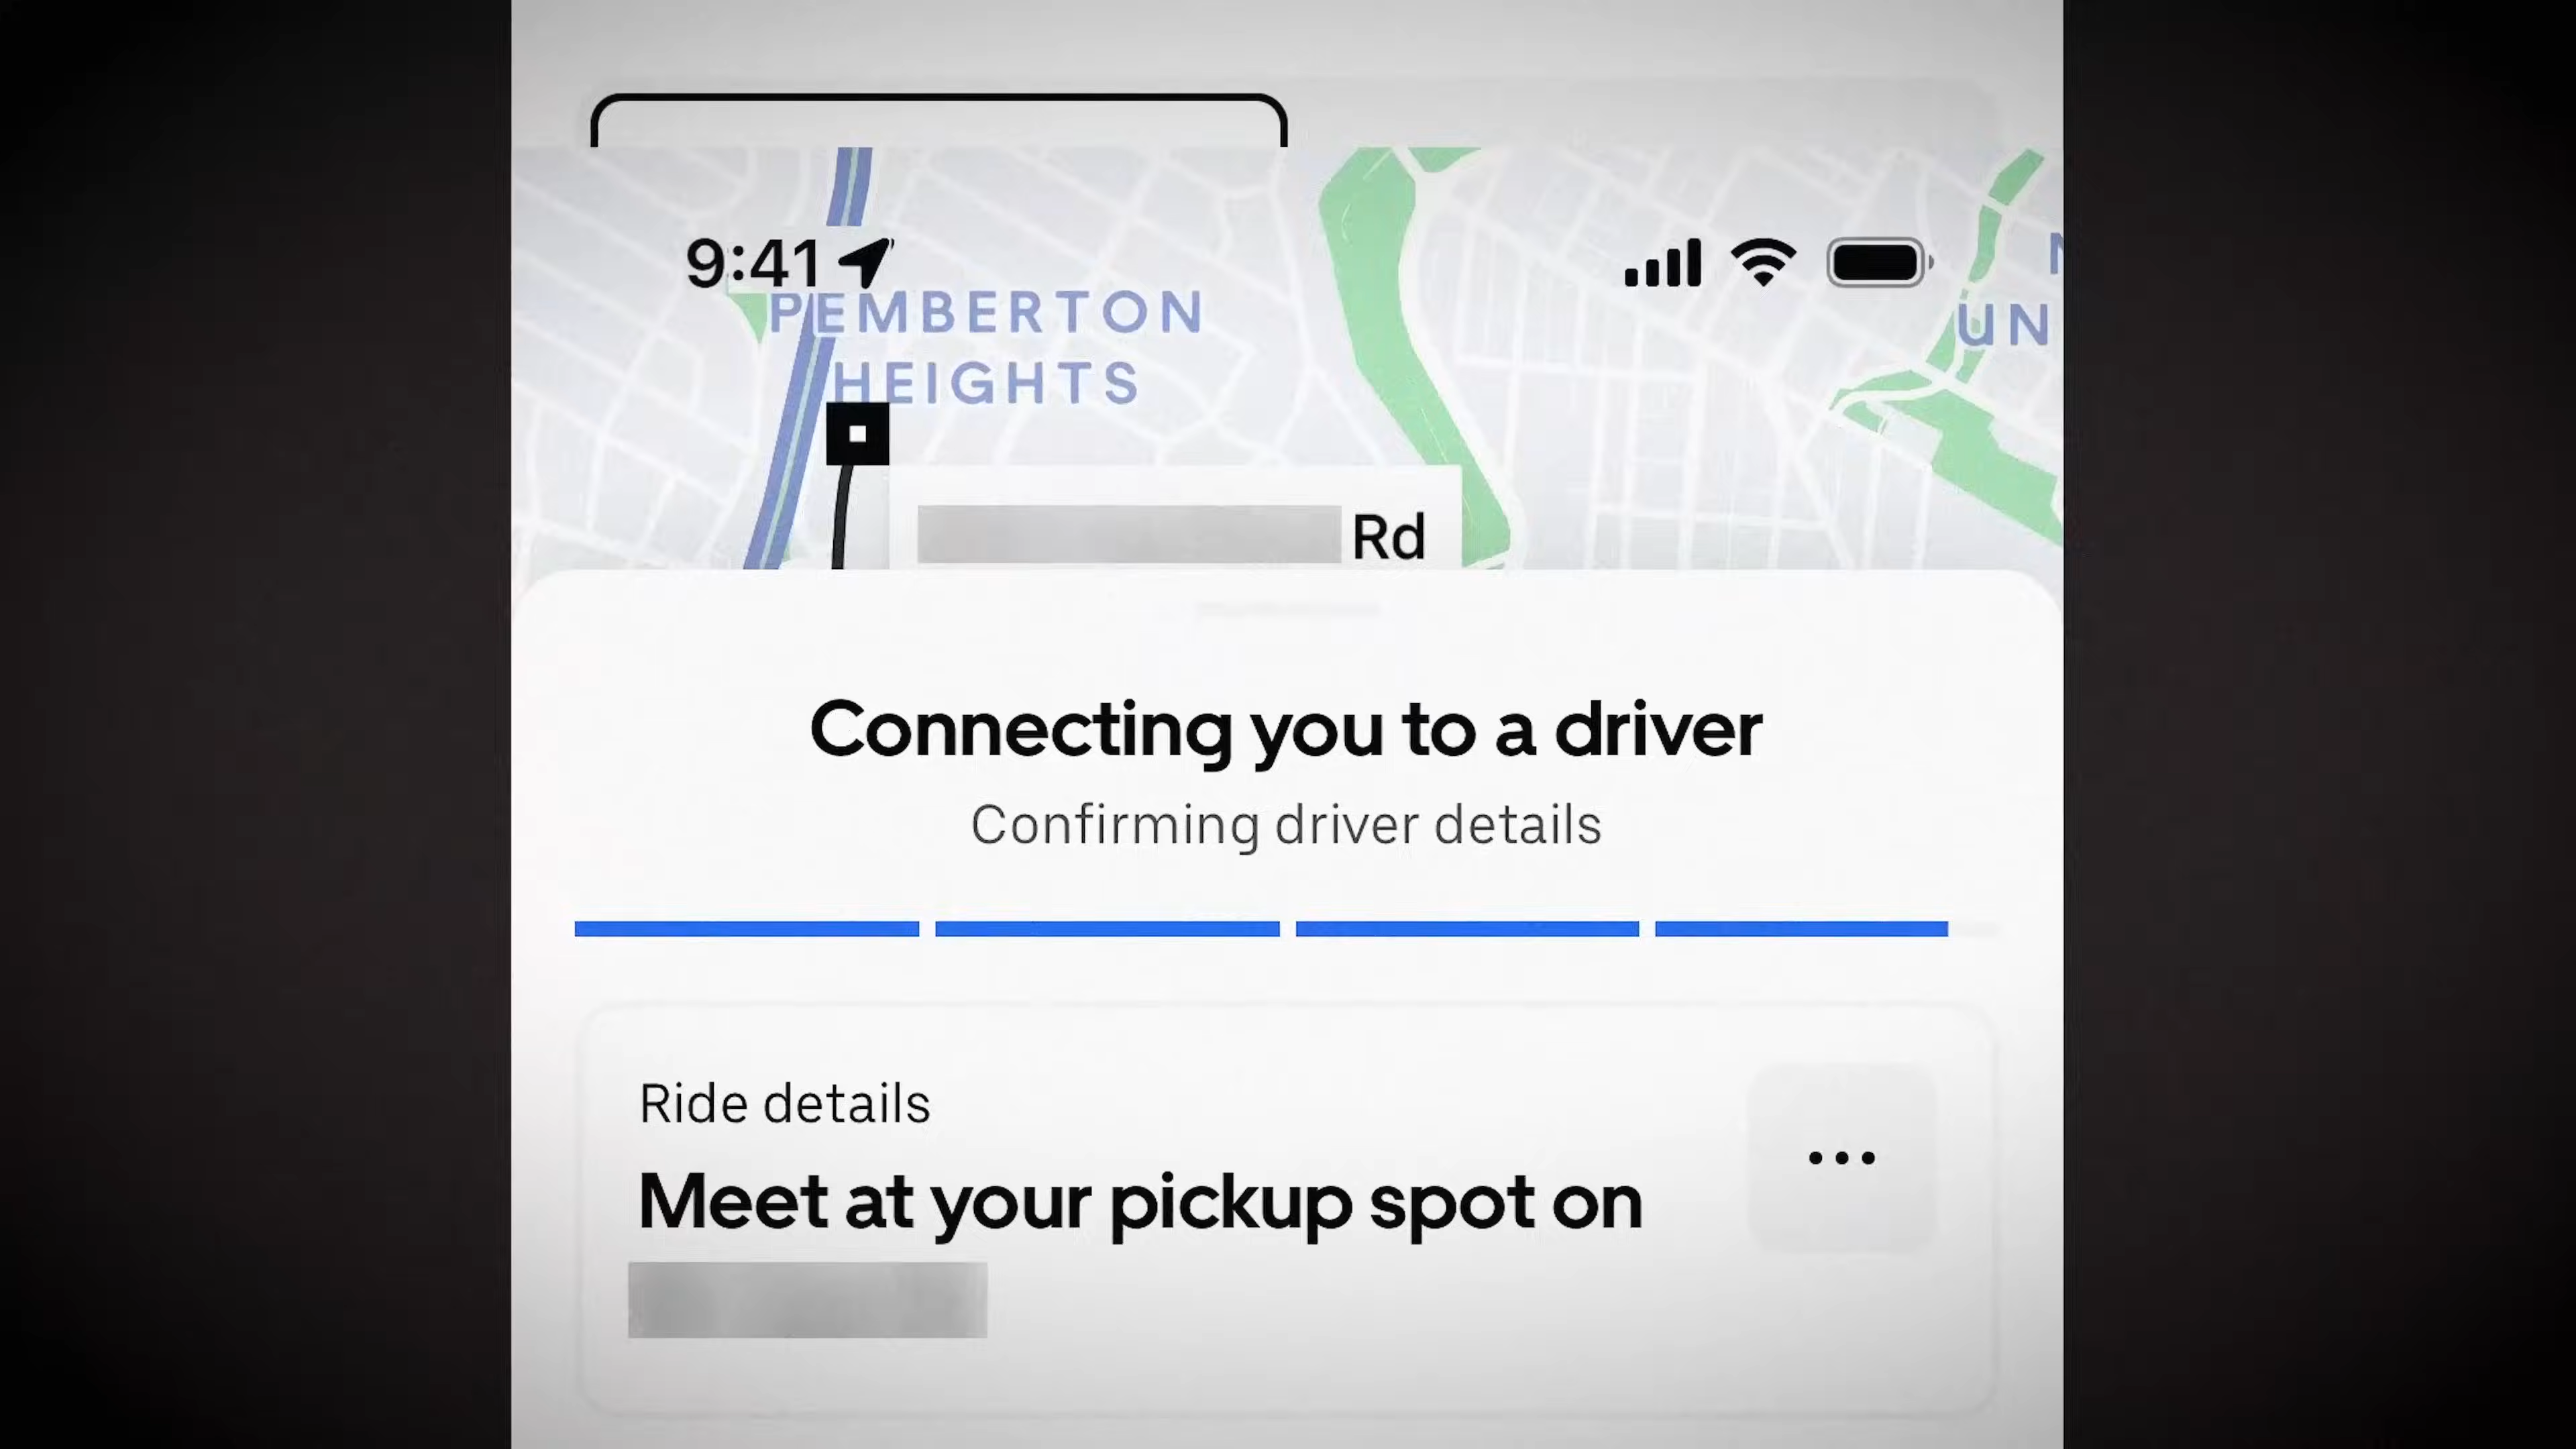 9:41
PEMBERTON
HEIGHTS
UN
Rd
Connecting you to a driver
Confirming driver details
Ride details
Meet at your pickup spot on